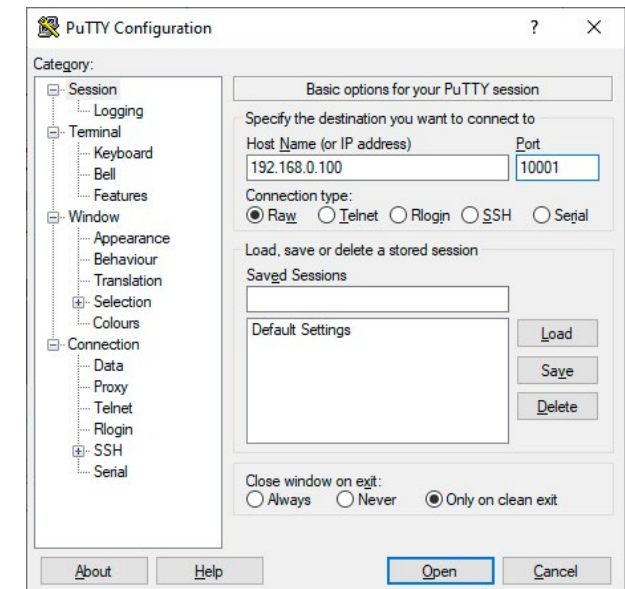 PuTTY Configuration
?
Category:
Session
Logging
Terminal
Keyboard
Bell
Features
Window
Appearance
Behaviour
Translation
Selection
Colours
Connection
Data
Proxy
Telnet
Rlogin
SSH
Serial
Basic options for your PuTTY session
Specify the destination you want to connect to
Host Name (or IP address) Port
192.168.0.100 10001
Connection type:
Raw Telnet Rlogin SSH Serial
Load, save or delete a stored session
Saved Sessions
Default Settings
Load
Save
Delete
Close window on exit:
Always Never Only on clean exit
About Help Open Cancel